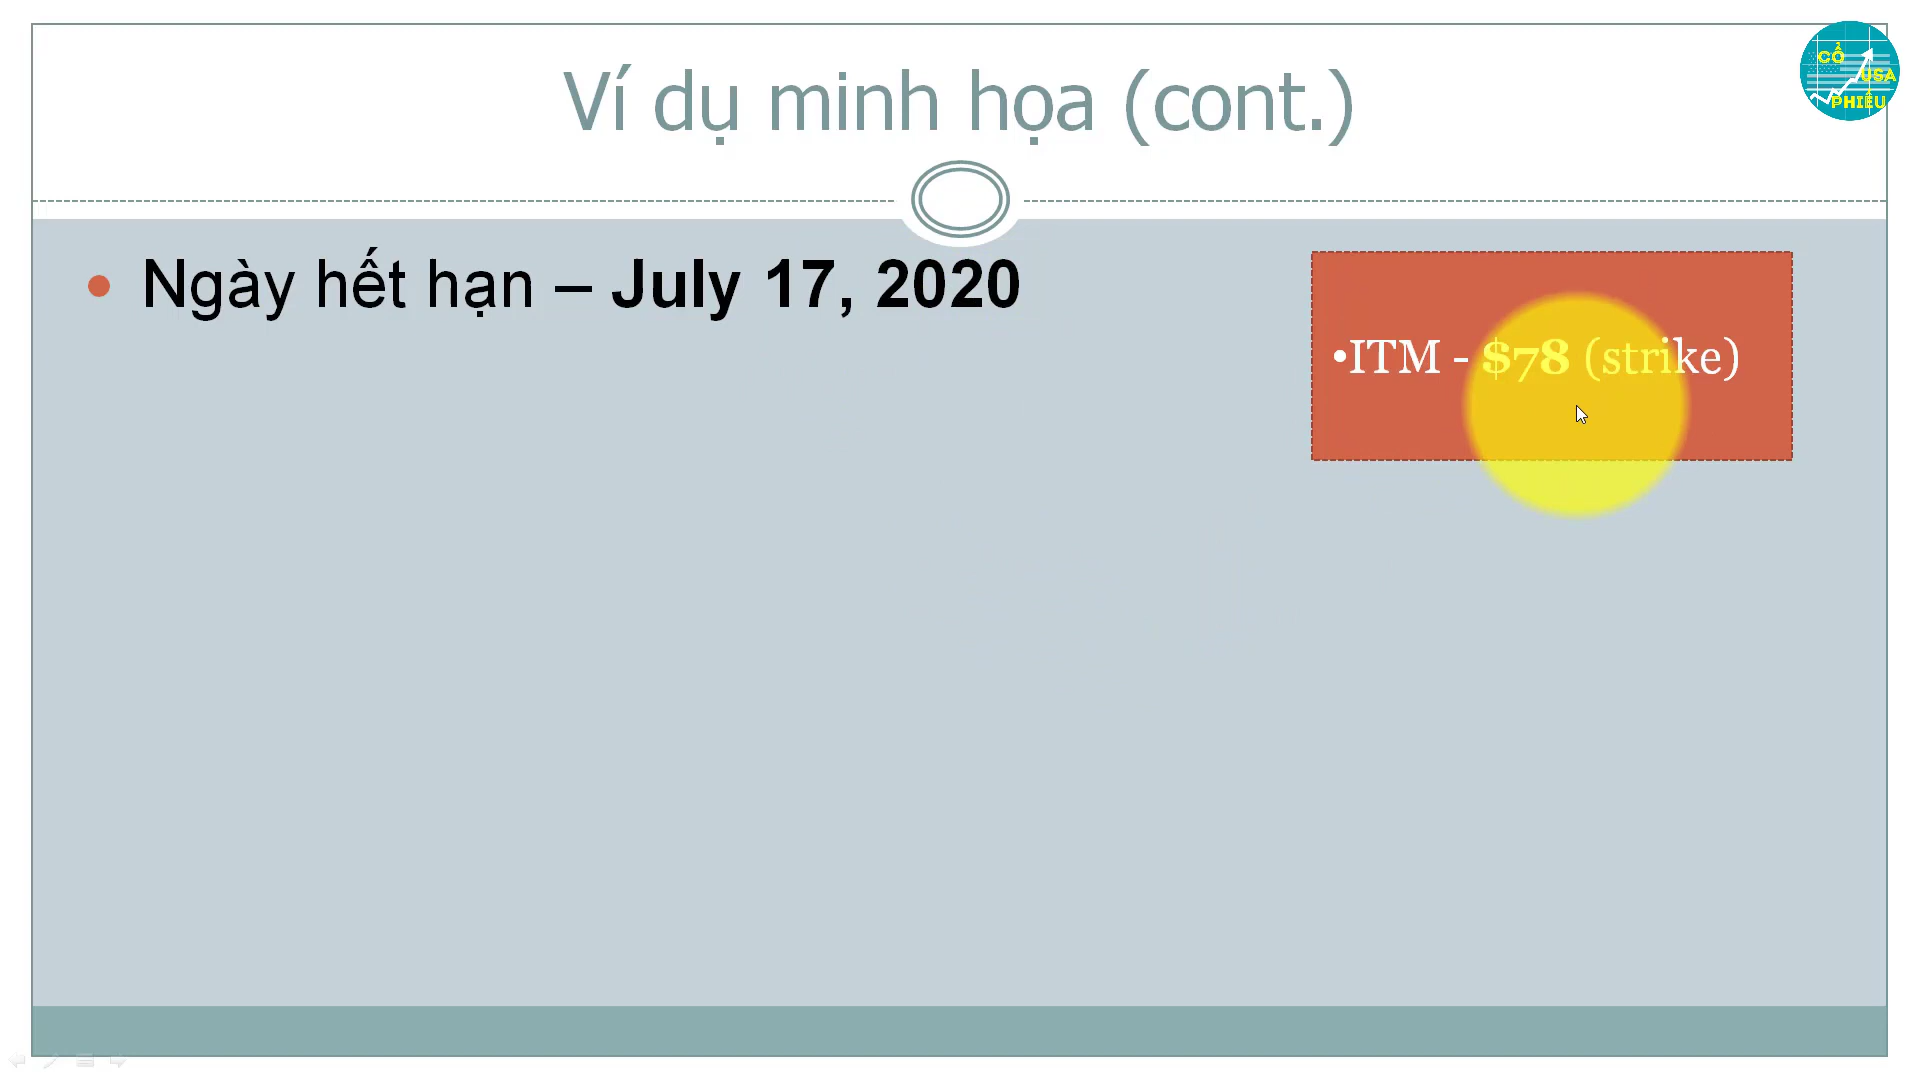 Ví dụ minh họa (cont.)
CỔ
USA
PHIẾU
• Ngày hết hạn – July 17, 2020
•ITM - $78 (strike)